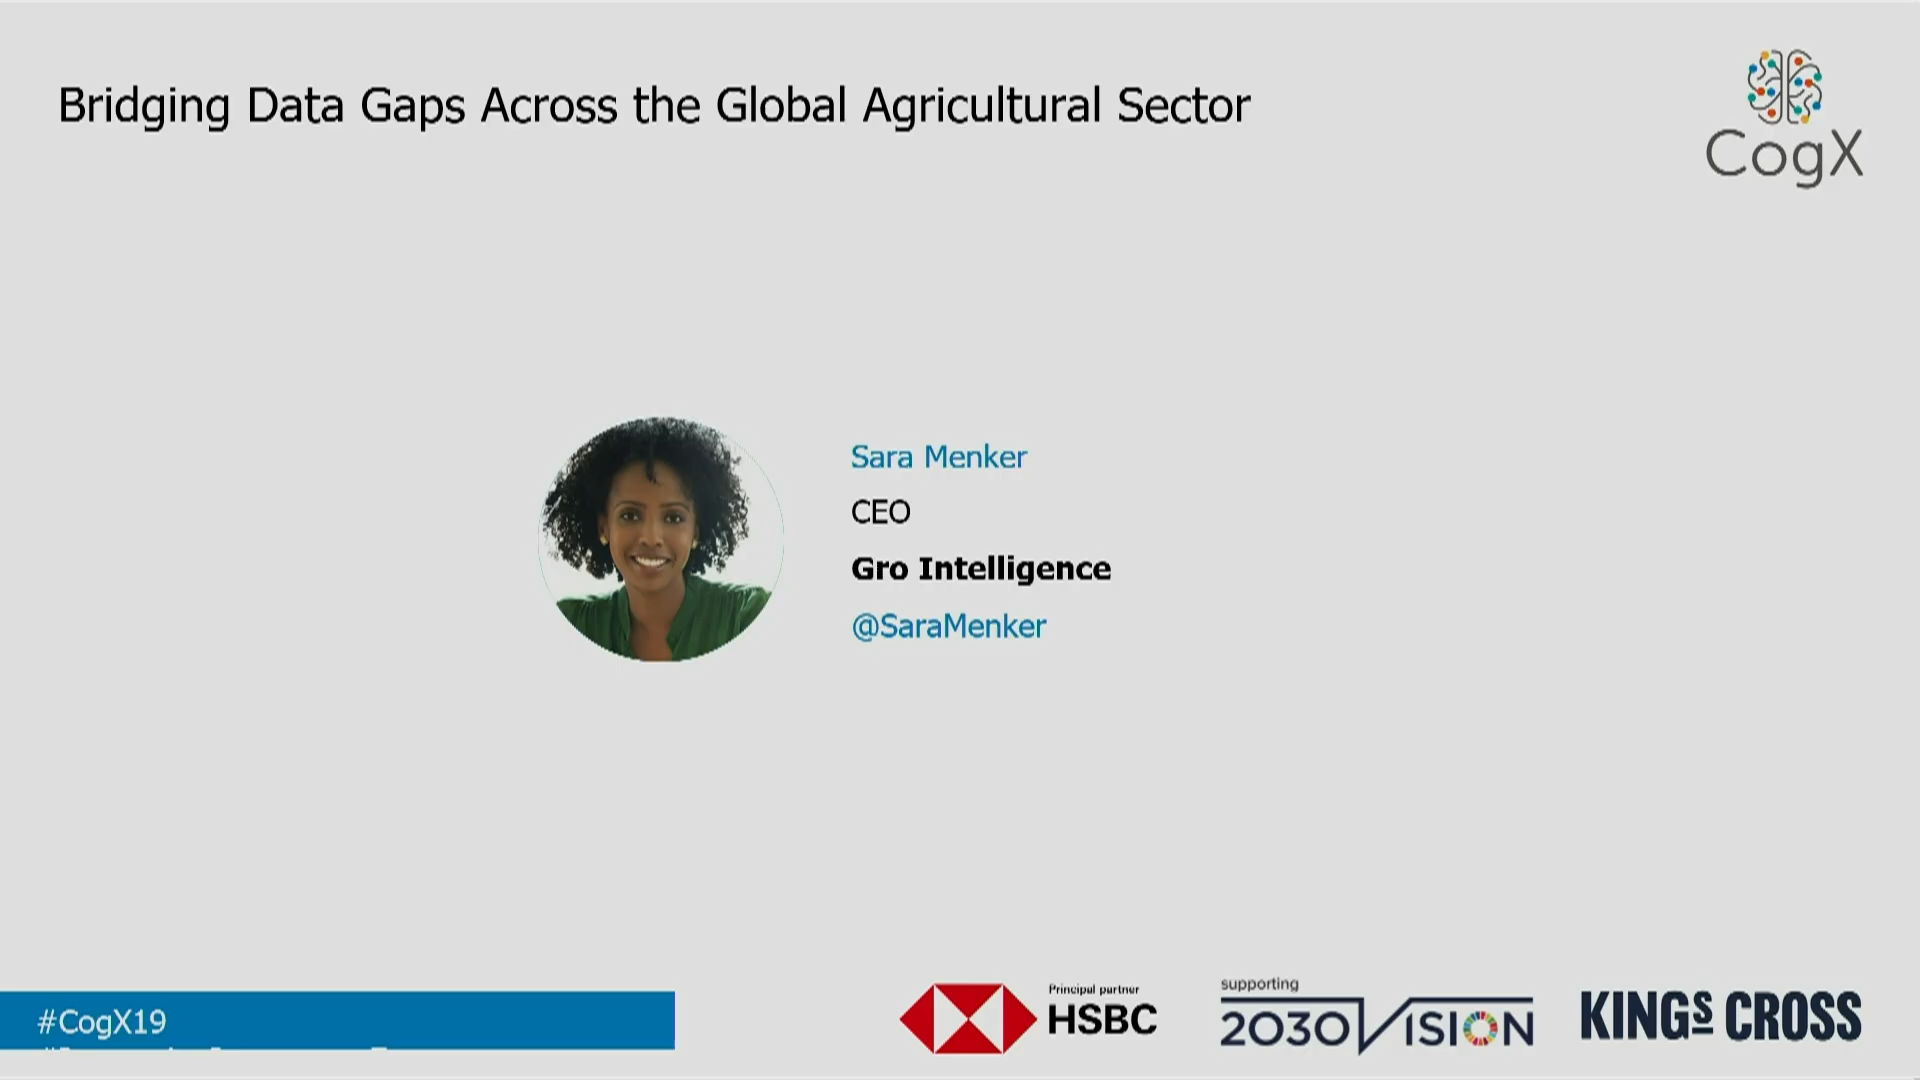 Bridging Data Gaps Across the Global Agricultural Sector
CogX
Sara Menker
CEO
Gro Intelligence
@SaraMenker
#CogX19
Principal partner
HSBC
supporting
2030VISION
KINGS CROSS